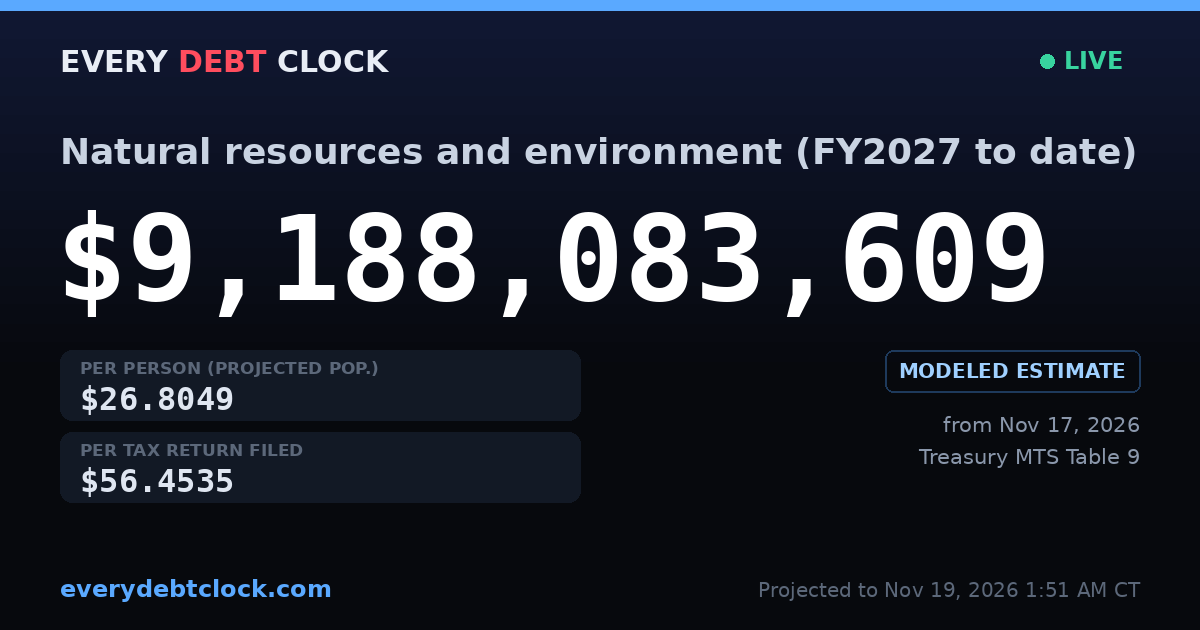 EVERY DEBT CLOCK
LIVE
Natural resources and environment (FY2027 to date)
$9,188,083,609
PER PERSON (PROJECTED POP.)
$26.8049
PER TAX RETURN FILED
$56.4535
MODELED ESTIMATE
from Nov 17, 2026
Treasury MTS Table 9
everydebtclock.com
Projected to Nov 19, 2026 1:51 AM CT